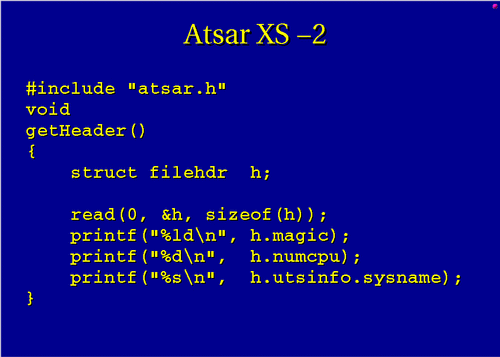 Atsar XS –2
#include "atsar.h"
void
getHeader()
{
    struct filehdr  h;
    read(0, &h, sizeof(h));
    printf("%ld\n", h.magic);
    printf("%d\n",  h.numcpu);
    printf("%s\n",  h.utsinfo.sysname);
}